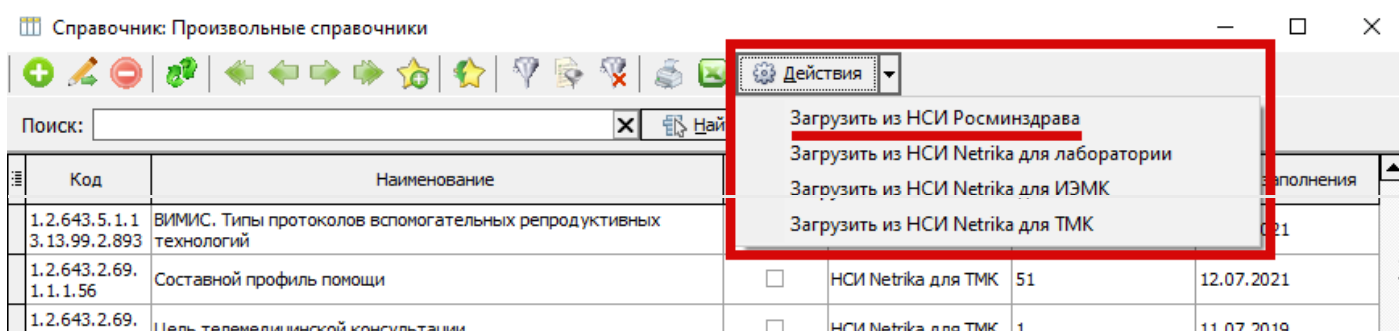 Справочник: Произвольные справочники
Действия
Поиск:
Загрузить из НСИ Росминздрава
Загрузить из НСИ Netrika для лаборатории
Загрузить из НСИ Netrika для ИЭМК
Загрузить из НСИ Netrika для ТМК
Код
Наименование
1.2.643.5.1.1
3.13.99.2.893
ВИМИС. Типы протоколов вспомогательных репродуктивных
технологий
1.2.643.2.69.
1.1.1.56
Составной профиль помощи
НСИ Netrika для ТМК
51
12.07.2021
1.2.643.2.69.
Цель телемедицинской консультации
НСИ Netrika для ТМК
1
11.07.2019